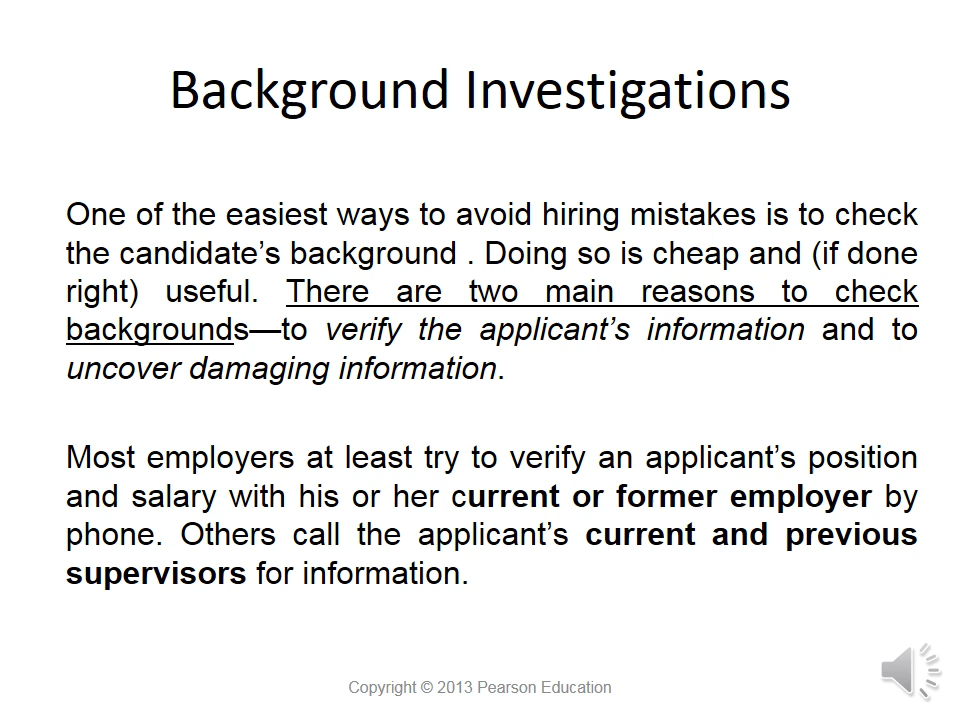 Background Investigations
One of the easiest ways to avoid hiring mistakes is to check
the candidate’s background . Doing so is cheap and (if done
right) useful. There are two main reasons to check
backgrounds—to verify the applicant’s information and to
uncover damaging information.
Most employers at least try to verify an applicant’s position
and salary with his or her current or former employer by
phone. Others call the applicant’s current and previous
supervisors for information.
Copyright © 2013 Pearson Education